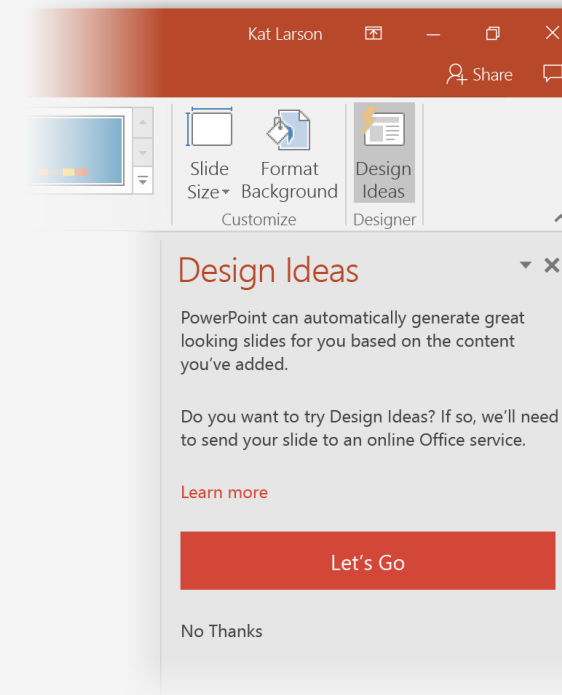 Kat Larson
Share
Slide
Size
Format
Background
Design
Ideas
Customize
Designer
Design Ideas
PowerPoint can automatically generate great
looking slides for you based on the content
you’ve added.
Do you want to try Design Ideas? If so, we’ll need
to send your slide to an online Office service.
Learn more
Let’s Go
No Thanks